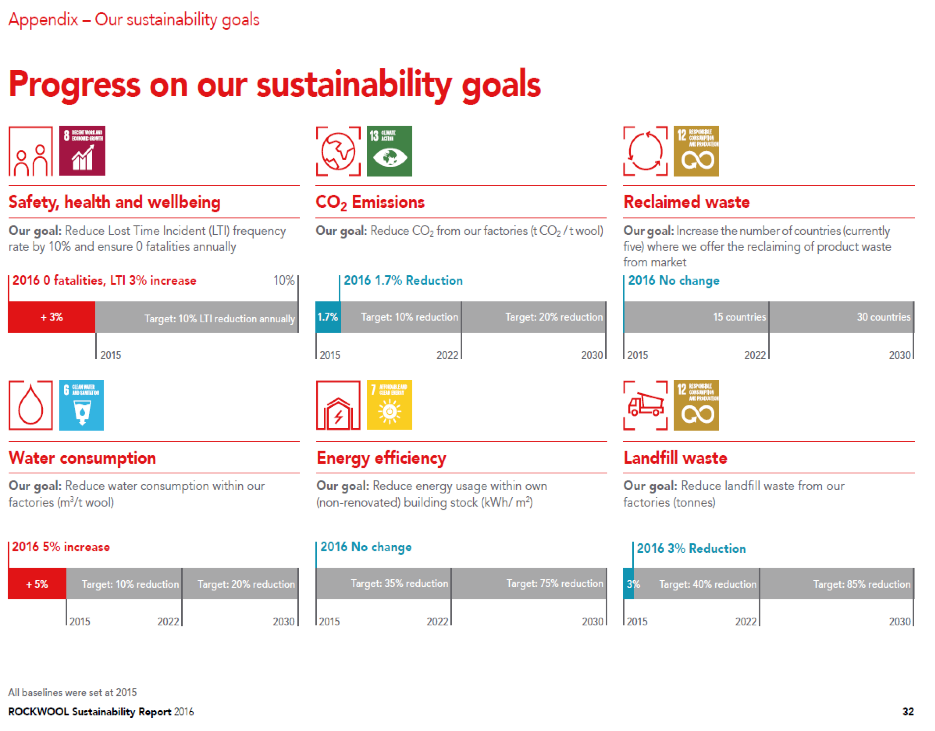 Appendix – Our sustainability goals
Progress on our sustainability goals
8 DECENT WORK AND
ECONOMIC GROWTH
13 CLIMATE
ACTION
12 RESPONSIBLE
CONSUMPTION
AND PRODUCTION
Safety, health and wellbeing
CO₂ Emissions
Reclaimed waste
Our goal: Reduce Lost Time Incident (LTI) frequency
rate by 10% and ensure 0 fatalities annually
Our goal: Reduce CO₂ from our factories (t CO₂ /t wool)
Our goal: Increase the number of countries (currently
five) where we offer the reclaiming of product waste
from market
2016 0 fatalities, LTI 3% increase
10%
2016 1.7% Reduction
2016 No change
+ 3%
Target: 10% LTI reduction annually
1.7%
Target: 10% reduction
Target: 20% reduction
15 countries
30 countries
2015
2015
2022
2030
2015
2022
2030
6 CLEAN WATER
AND SANITATION
7 AFFORDABLE AND
CLEAN ENERGY
12 RESPONSIBLE
CONSUMPTION
AND PRODUCTION
Water consumption
Energy efficiency
Landfill waste
Our goal: Reduce water consumption within our
factories (m³/t wool)
Our goal: Reduce energy usage within own
(non-renovated) building stock (kWh/ m²)
Our goal: Reduce landfill waste from our
factories (tonnes)
2016 5% increase
2016 No change
2016 3% Reduction
+ 5%
Target: 10% reduction
Target: 20% reduction
Target: 35% reduction
Target: 75% reduction
3%
Target: 40% reduction
Target: 85% reduction
2015
2022
2030
2015
2022
2030
2015
2022
2030
All baselines were set at 2015
ROCKWOOL Sustainability Report 2016
32